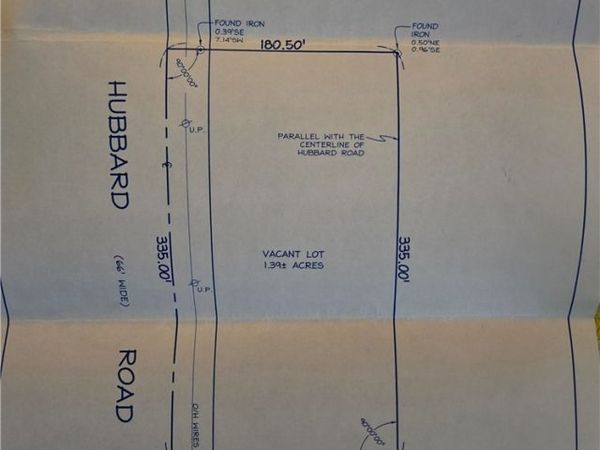 FOUND IRON
0.39'SE
7.14'SW
180.50'
FOUND
IRON
0.50'NE
0.96'SE
90°00'00"
HUBBARD
U.P.
PARALLEL WITH THE
CENTERLINE OF
HUBBARD ROAD
335.00'
VACANT LOT
1.39± ACRES
335.00'
(66' WIDE)
U.P.
ROAD
O/H WIRES
90°00'00"